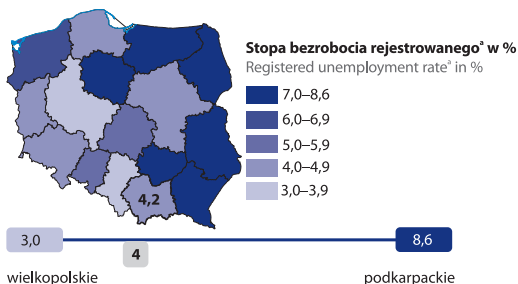 Stopa bezrobocia rejestrowanegoª w %
Registered unemployment rateª in %
7,0–8,6
6,0–6,9
5,0–5,9
4,0–4,9
3,0–3,9
4,2
3,0
8,6
4
wielkopolskie
podkarpackie